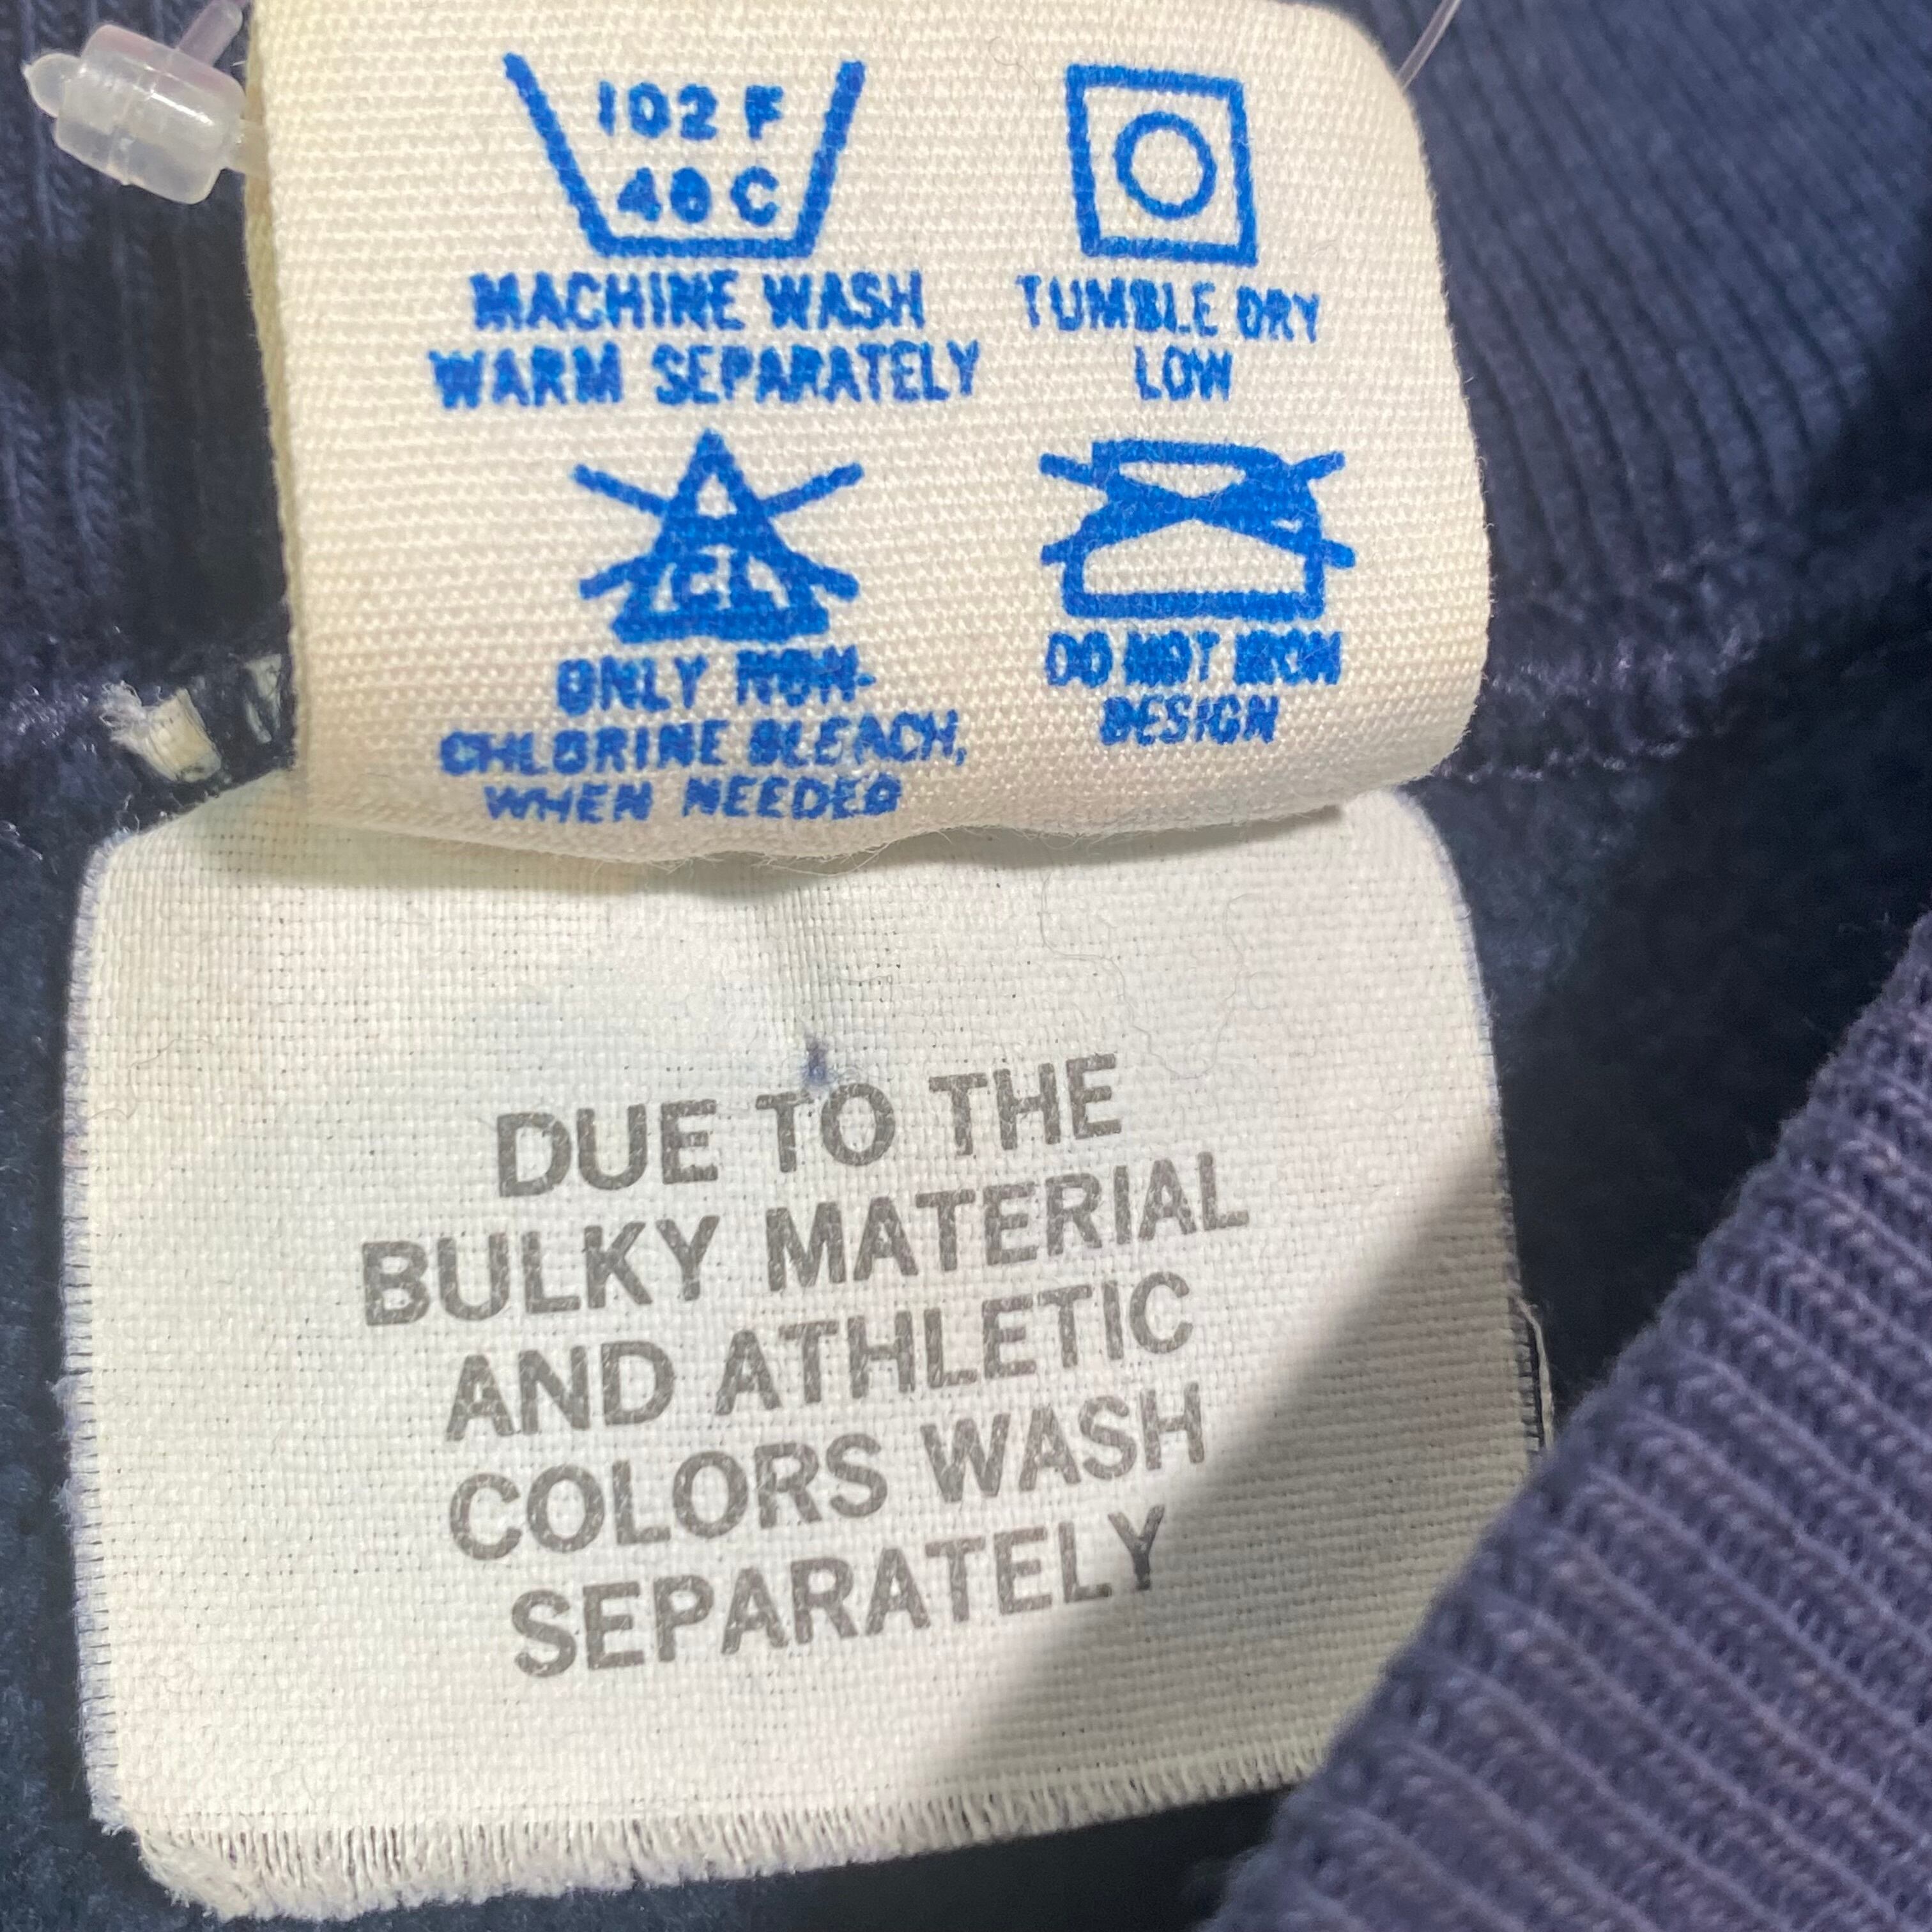 102 F
40 C
MACHINE WASH
WARM SEPARATELY
TUMBLE DRY
LOW
CL
ONLY NON-
CHLORINE BLEACH,
WHEN NEEDED
DO NOT IRON
DESIGN
DUE TO THE
BULKY MATERIAL
AND ATHLETIC
COLORS WASH
SEPARATELY